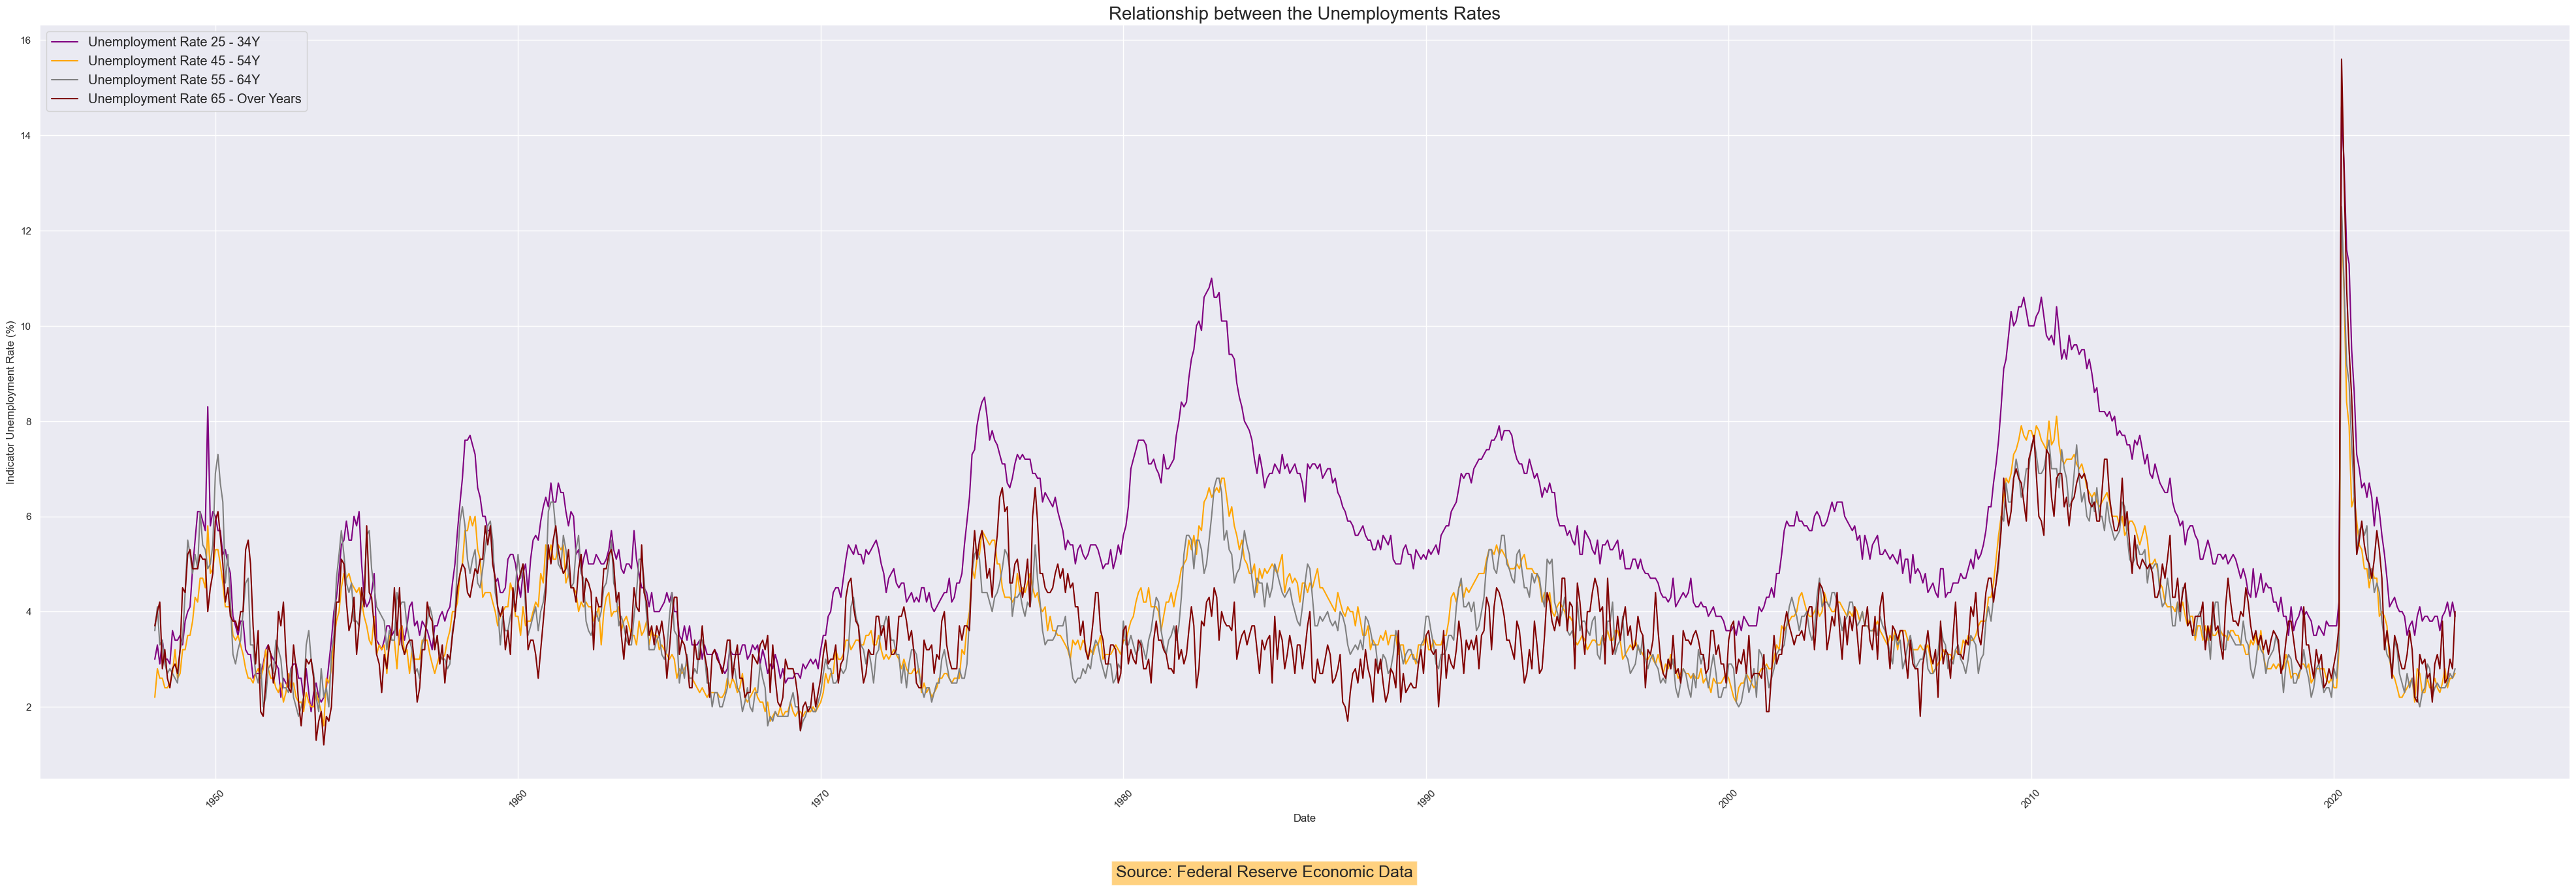 Relationship between the Unemployments Rates
Unemployment Rate 25 - 34Y
Unemployment Rate 45 - 54Y
Unemployment Rate 55 - 64Y
Unemployment Rate 65 - Over Years
Indicator Unemployment Rate (%)
16
14
12
10
8
6
4
2
1950
1960
1970
1980
1990
2000
2010
2020
Date
Source: Federal Reserve Economic Data